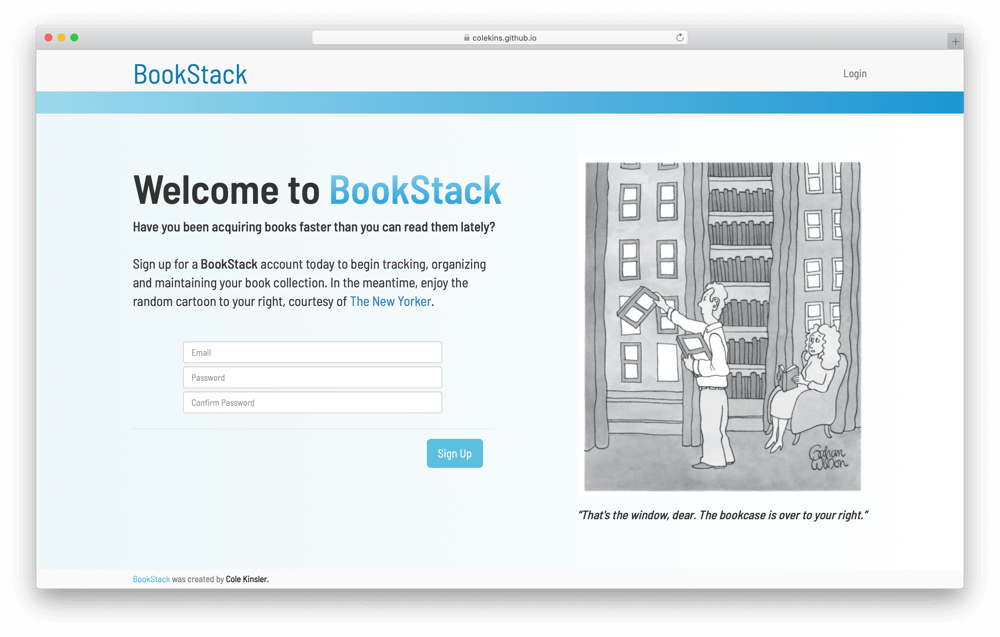 colekins.github.io
BookStack
Login
Welcome to BookStack
Have you been acquiring books faster than you can read them lately?
Sign up for a BookStack account today to begin tracking, organizing
and maintaining your book collection. In the meantime, enjoy the
random cartoon to your right, courtesy of The New Yorker.
Email
Password
Confirm Password
Sign Up
Graham
Wilson
“That's the window, dear. The bookcase is over to your right.”
BookStack was created by Cole Kinsler.